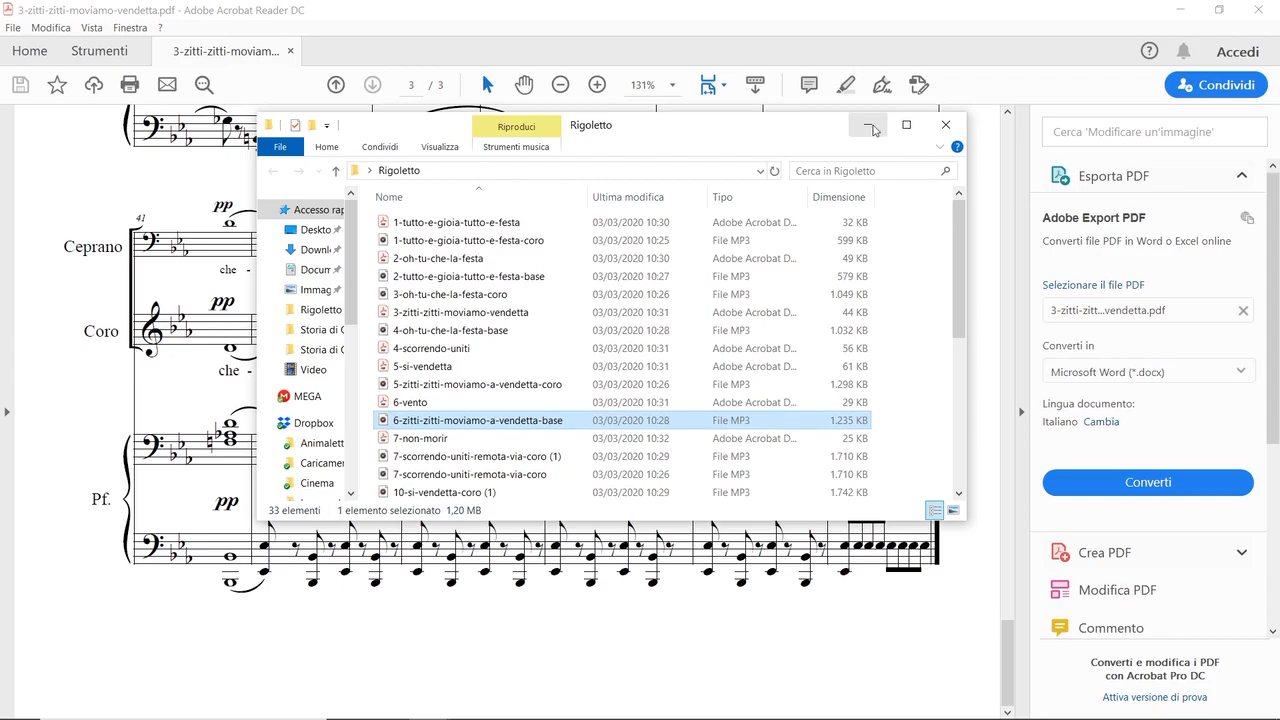 3-zitti-zitti-moviamo-vendetta.pdf - Adobe Acrobat Reader DC
File Modifica Vista Finestra ?
Home Strumenti 3-zitti-zitti-moviam... Accedi
3 / 3 131% Condividi
Riproduci Rigoletto
File Home Condividi Visualizza Strumenti musica
Rigoletto Cerca in Rigoletto
Nome Ultima modifica Tipo Dimensione
1-tutto-e-gioia-tutto-e-festa 03/03/2020 10:30 Adobe Acrobat D... 32 KB
1-tutto-e-gioia-tutto-e-festa-coro 03/03/2020 10:25 File MP3 599 KB
2-oh-tu-che-la-festa 03/03/2020 10:30 Adobe Acrobat D... 49 KB
2-tutto-e-gioia-tutto-e-festa-base 03/03/2020 10:27 File MP3 579 KB
3-oh-tu-che-la-festa-coro 03/03/2020 10:26 File MP3 1.049 KB
3-zitti-zitti-moviamo-vendetta 03/03/2020 10:31 Adobe Acrobat D... 44 KB
4-oh-tu-che-la-festa-base 03/03/2020 10:28 File MP3 1.032 KB
4-scorrendo-uniti 03/03/2020 10:31 Adobe Acrobat D... 56 KB
5-si-vendetta 03/03/2020 10:31 Adobe Acrobat D... 61 KB
5-zitti-zitti-moviamo-a-vendetta-coro 03/03/2020 10:26 File MP3 1.298 KB
6-vento 03/03/2020 10:31 Adobe Acrobat D... 29 KB
6-zitti-zitti-moviamo-a-vendetta-base 03/03/2020 10:28 File MP3 1.235 KB
7-non-morir 03/03/2020 10:32 Adobe Acrobat D... 25 KB
7-scorrendo-uniti-remota-via-coro (1) 03/03/2020 10:29 File MP3 1.710 KB
7-scorrendo-uniti-remota-via-coro 03/03/2020 10:26 File MP3 1.710 KB
10-si-vendetta-coro (1) 03/03/2020 10:29 File MP3 1.742 KB
33 elementi 1 elemento selezionato 1,20 MB
Accesso rap
Deskto
Downl
Docum
Immag
Rigoletto
Storia di C
Storia di C
Video
MEGA
Dropbox
Animalett
Caricamen
Cinema
41
pp
Ceprano
che -
pp
Coro
che -
Pf.
pp
Cerca 'Modificare un'immagine'
Esporta PDF
Adobe Export PDF
Converti file PDF in Word o Excel online
Selezionare il file PDF
3-zitti-zitt...vendetta.pdf
Converti in
Microsoft Word (*.docx)
Lingua documento:
Italiano Cambia
Converti
Crea PDF
Modifica PDF
Commento
Converti e modifica i PDF
con Acrobat Pro DC
Attiva versione di prova